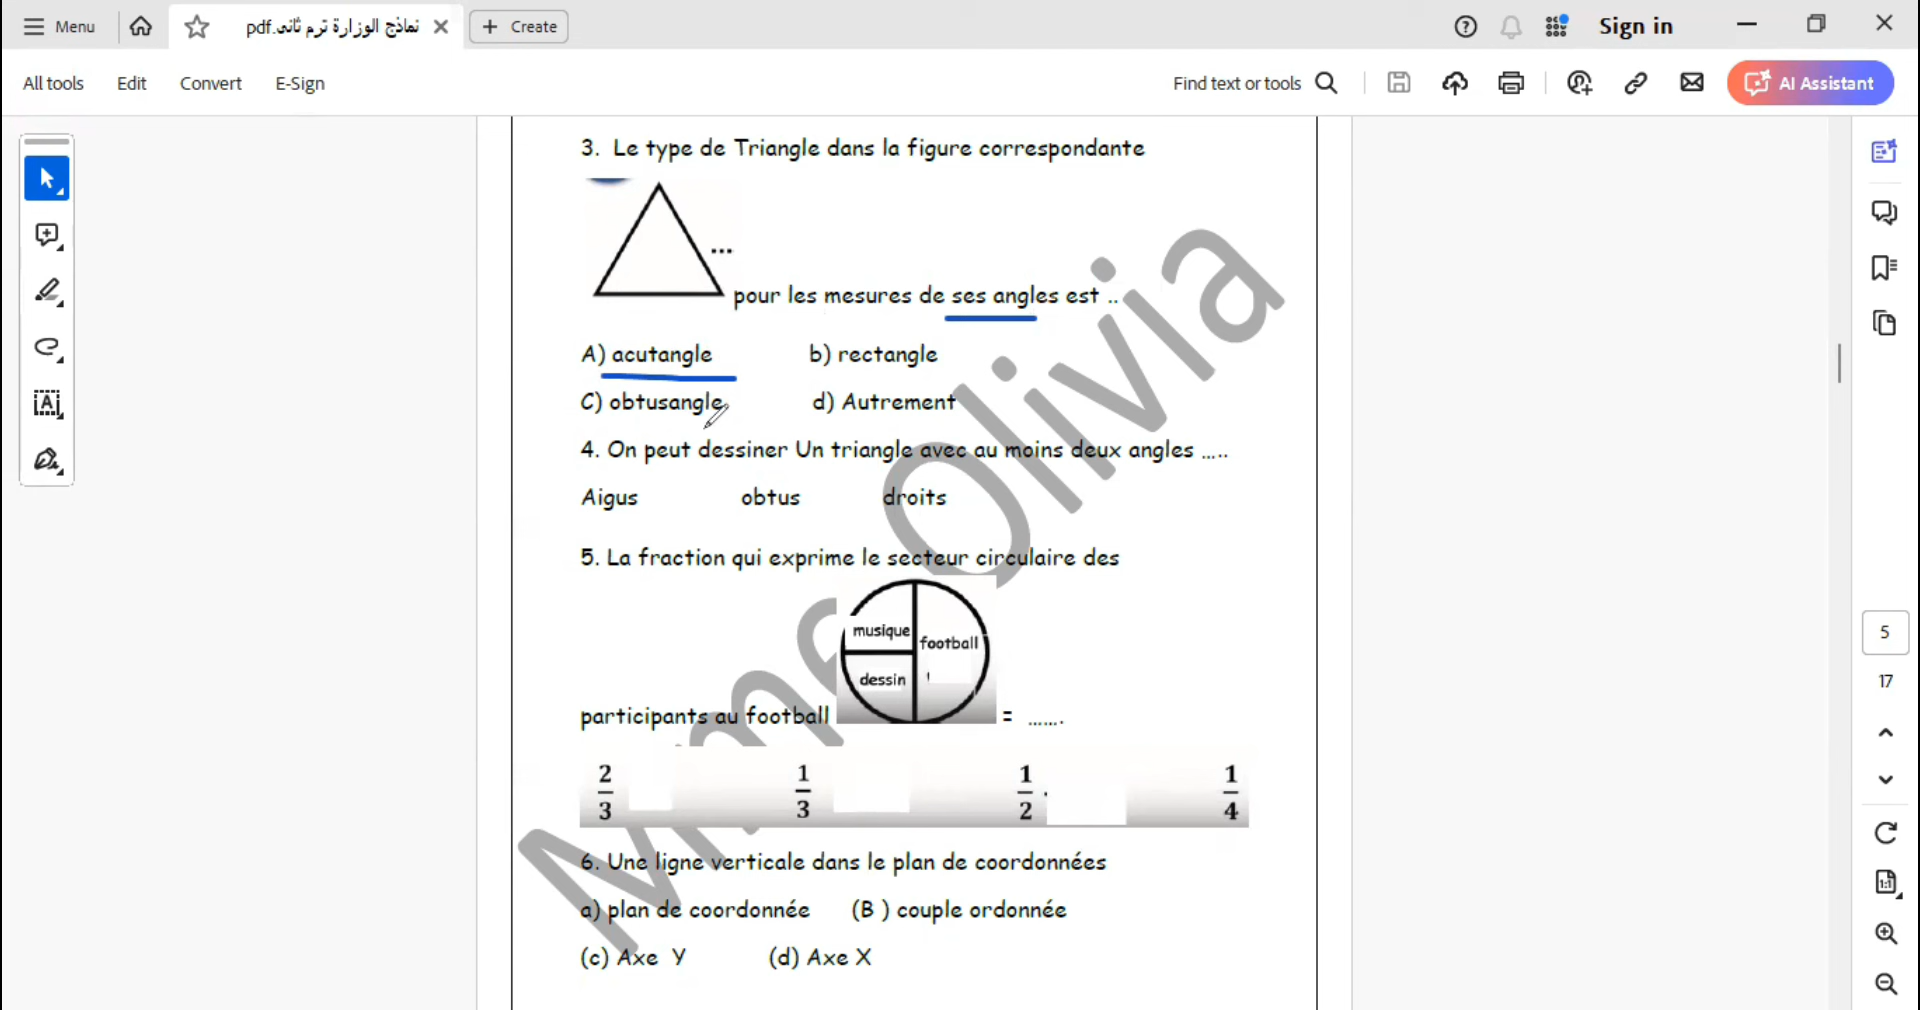 Menu
نماذج الوزارة ترم ثانى.pdf
Create
Sign in
All tools
Edit
Convert
E-Sign
Find text or tools
AI Assistant
3. Le type de Triangle dans la figure correspondante
...
pour les mesures de ses angles est ..
A) acutangle b) rectangle
C) obtusangle d) Autrement
4. On peut dessiner Un triangle avec au moins deux angles .....
Aigus obtus droits
5. La fraction qui exprime le secteur circulaire des
musique
football
dessin
participants au football = .......
2/3 1/3 1/2 . 1/4
6. Une ligne verticale dans le plan de coordonnées
a) plan de coordonnée (B ) couple ordonnée
(c) Axe Y (d) Axe X
Mme Olivia
5
17
1:1